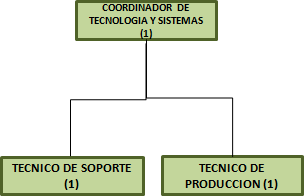 COORDINADOR DE
TECNOLOGIA Y SISTEMAS
(1)
TECNICO DE SOPORTE
(1)
TECNICO DE
PRODUCCION (1)